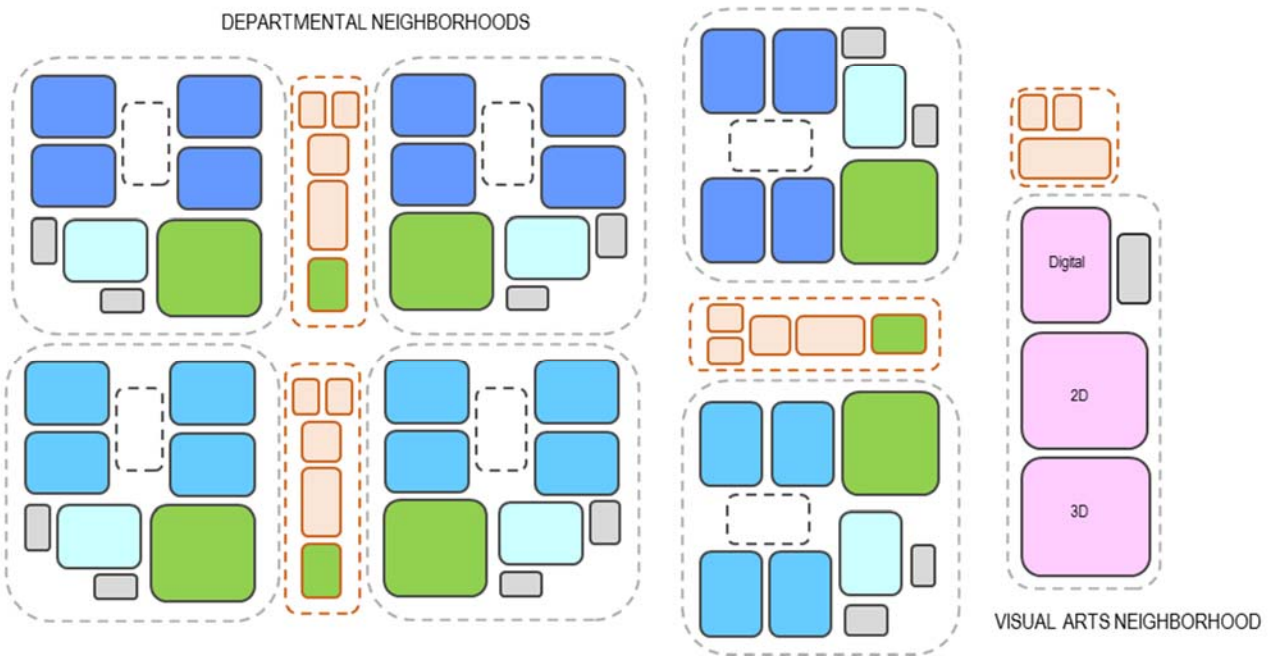 DEPARTMENTAL NEIGHBORHOODS
Digital
2D
3D
VISUAL ARTS NEIGHBORHOOD